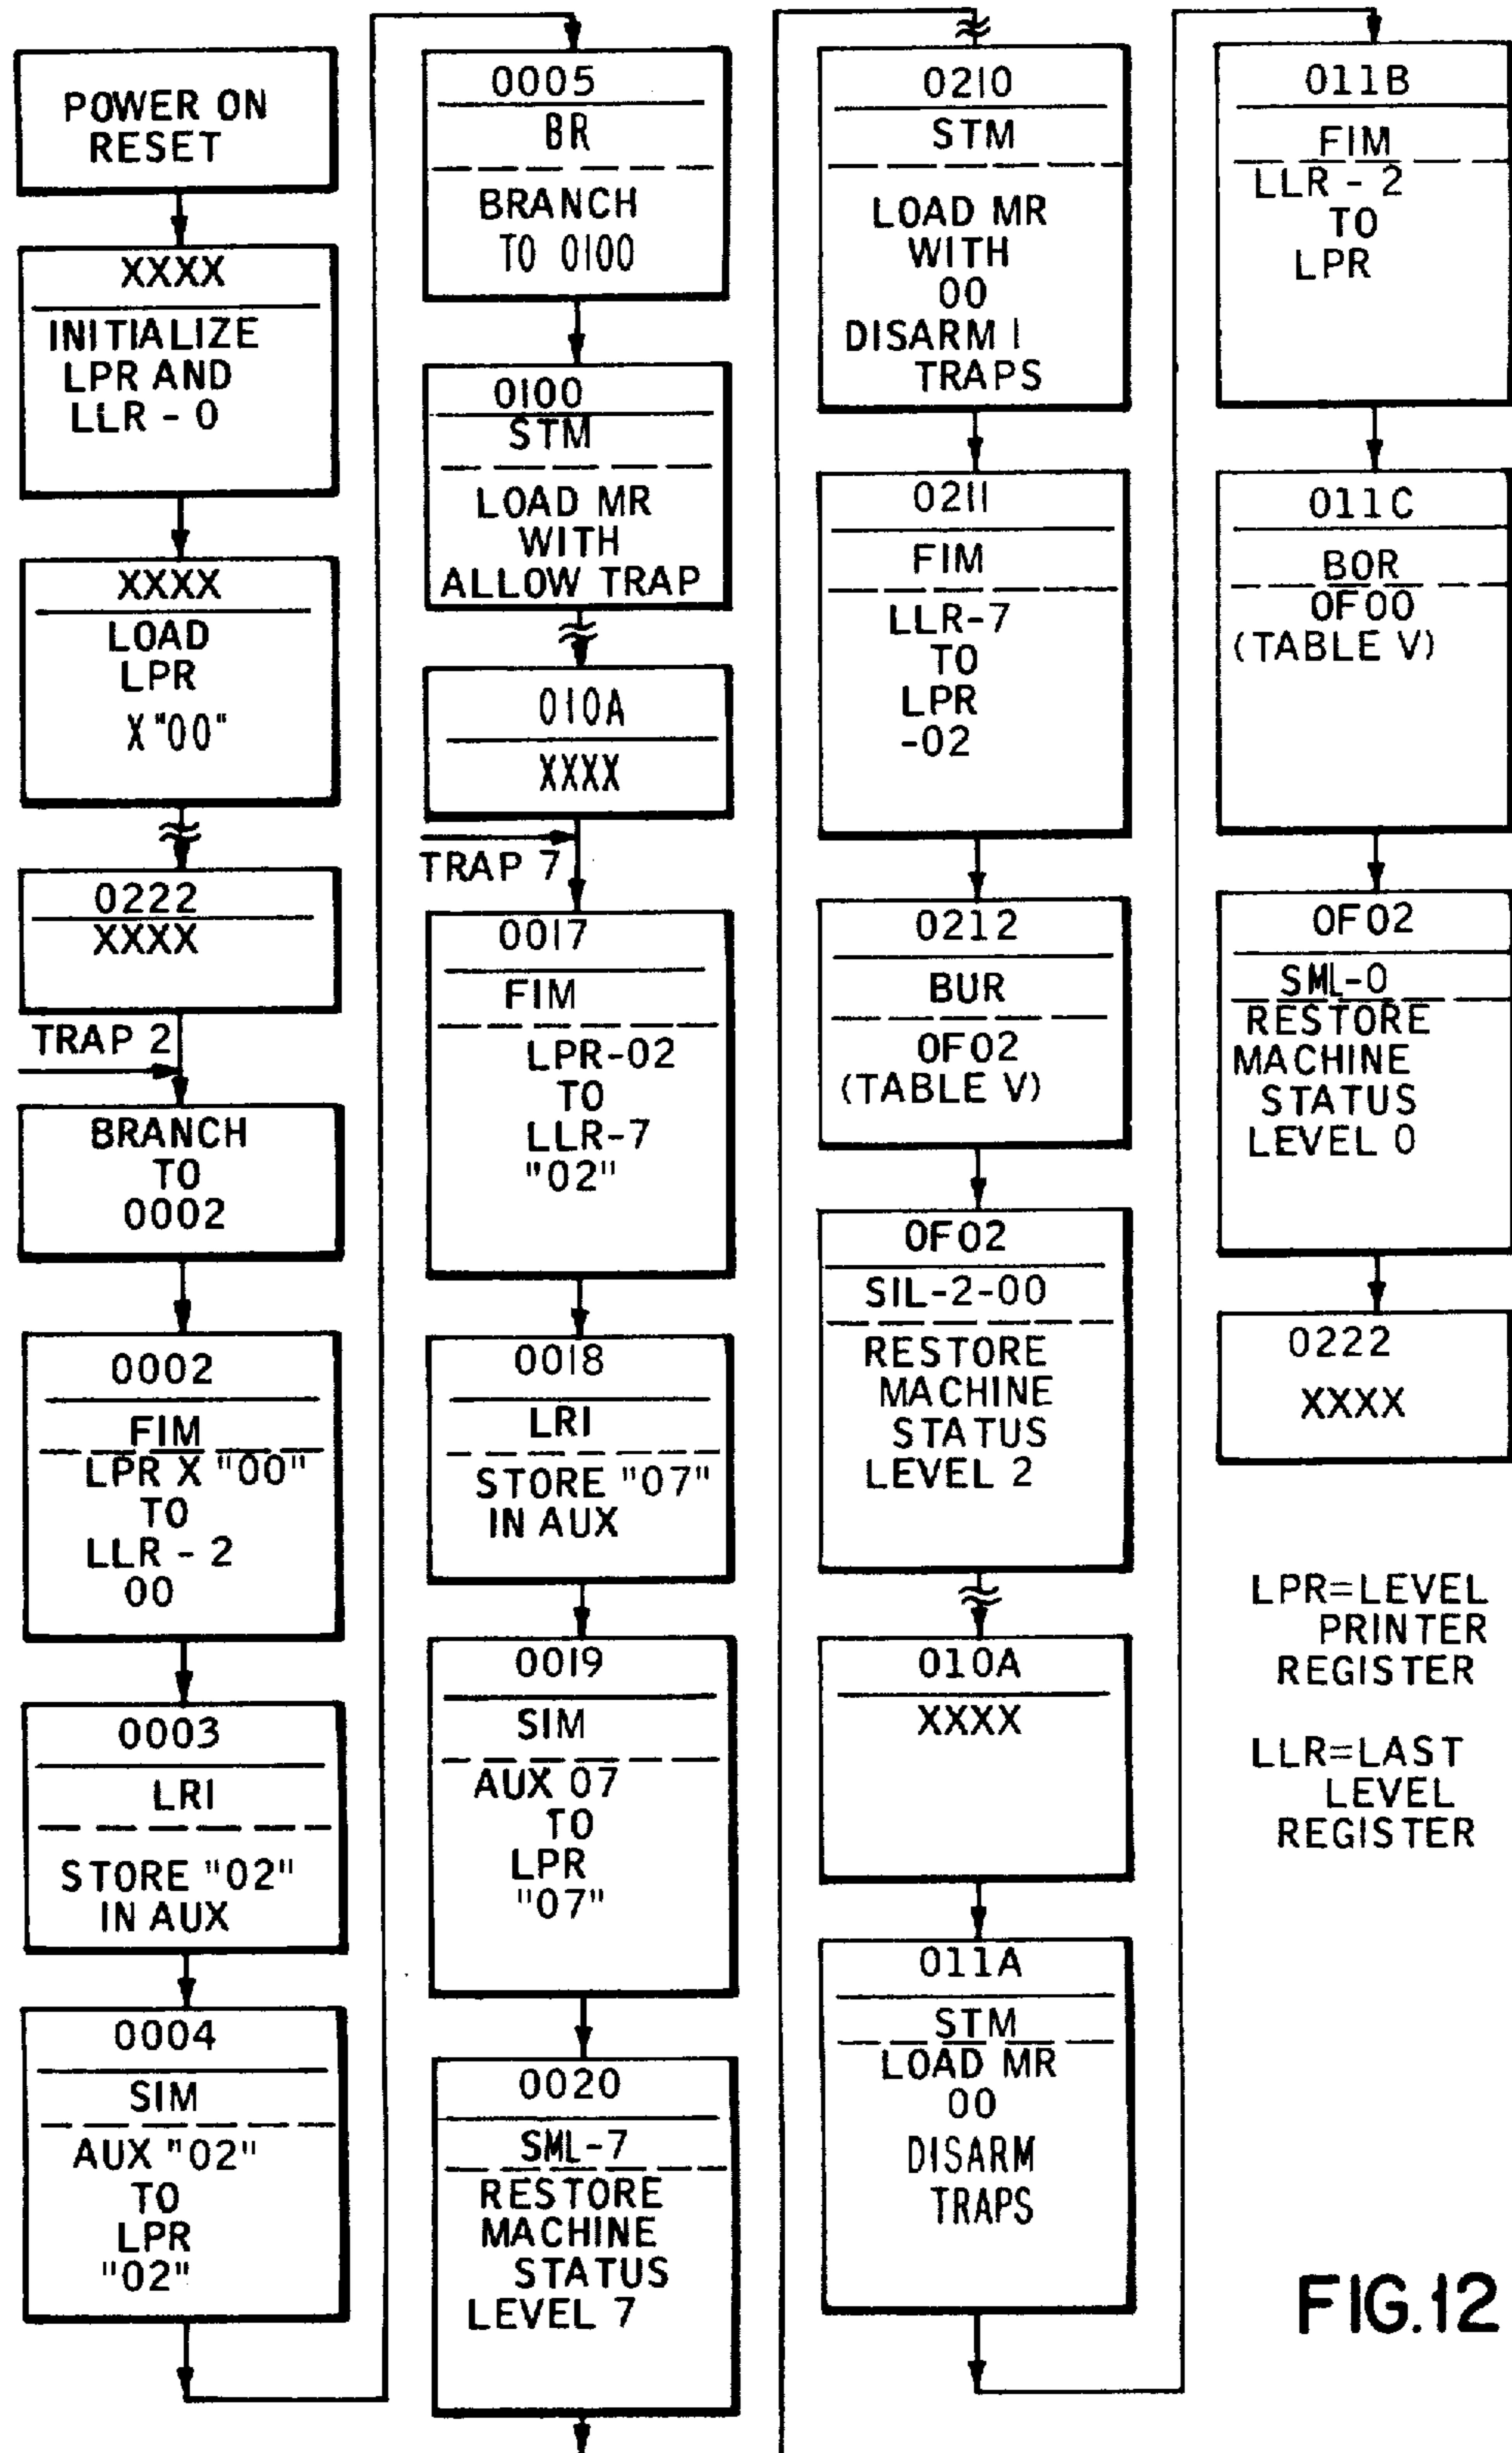 POWER ON
RESET
XXXX
INITIALIZE
LPR AND
LLR - 0
XXXX
LOAD
LPR
X "00"
0222
XXXX
TRAP 2
BRANCH
TO
0002
0002
FIM
LPR X "00"
TO
LLR - 2
00
0003
LRI
STORE "02"
IN AUX
0004
SIM
AUX "02"
TO
LPR
"02"
0005
BR
BRANCH
TO 0100
0100
STM
LOAD MR
WITH
ALLOW TRAP
010A
XXXX
TRAP 7
0017
FIM
LPR-02
TO
LLR-7
"02"
0018
LRI
STORE "07"
IN AUX
0019
SIM
AUX 07
TO
LPR
"07"
0020
SML-7
RESTORE
MACHINE
STATUS
LEVEL 7
0210
STM
LOAD MR
WITH
00
DISARM I
TRAPS
0211
FIM
LLR-7
TO
LPR
-02
0212
BUR
0F02
(TABLE V)
0F02
SIL-2-00
RESTORE
MACHINE
STATUS
LEVEL 2
010A
XXXX
011A
STM
LOAD MR
00
DISARM
TRAPS
011B
FIM
LLR - 2
TO
LPR
011C
BOR
0F00
(TABLE V)
0F02
SML-0
RESTORE
MACHINE
STATUS
LEVEL 0
0222
XXXX
LPR=LEVEL
PRINTER
REGISTER
LLR=LAST
LEVEL
REGISTER
FIG.12